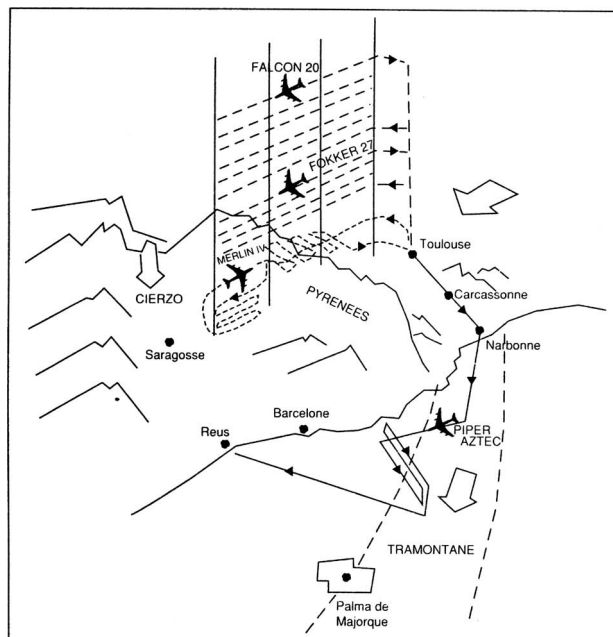 FALCON 20
FOKKER 27
MERLIN IV
Toulouse
CIERZO
PYRENEES
Carcassonne
Saragosse
Narbonne
Barcelone
Reus
PIPER
AZTEC
TRAMONTANE
Palma de
Majorque